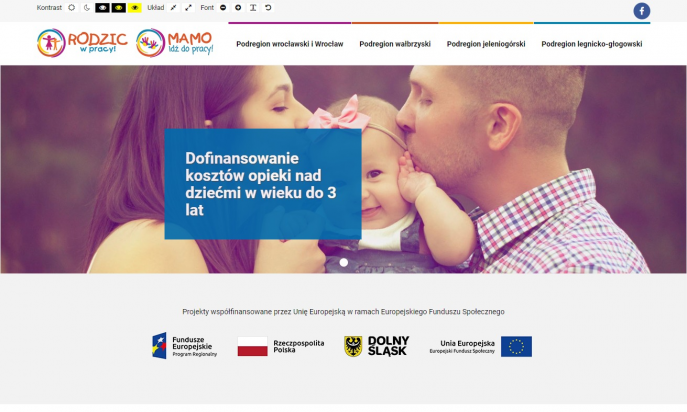 Kontrast
Układ
Font
RODZIC
w pracy!
MAMO
idź do pracy!
Podregion wrocławski i Wrocław
Podregion wałbrzyski
Podregion jeleniogórski
Podregion legnicko-głogowski
Dofinansowanie
kosztów opieki nad
dziećmi w wieku do 3
lat
Projekty współfinansowane przez Unię Europejską w ramach Europejskiego Funduszu Społecznego
Fundusze
Europejskie
Program Regionalny
Rzeczpospolita
Polska
DOLNY
ŚLĄSK
Unia Europejska
Europejski Fundusz Społeczny